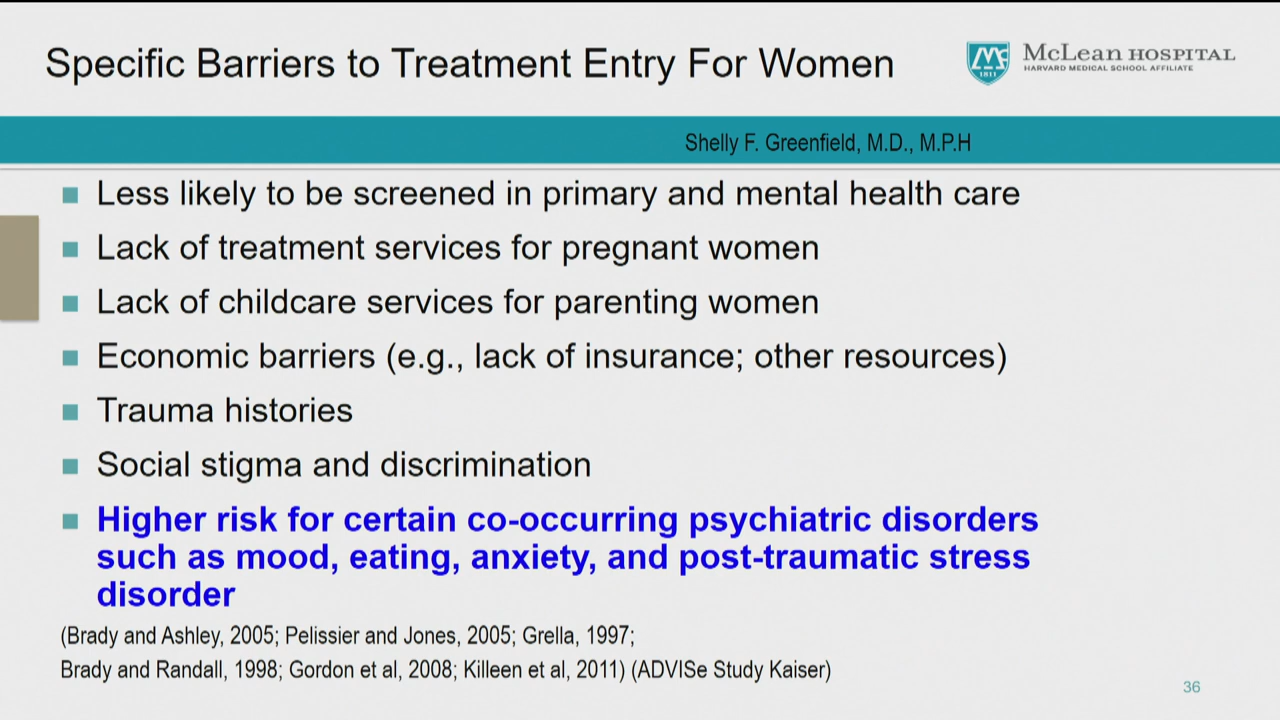 Specific Barriers to Treatment Entry For Women
McLean HOSPITAL
HARVARD MEDICAL SCHOOL AFFILIATE
1811
Shelly F. Greenfield, M.D., M.P.H
Less likely to be screened in primary and mental health care
Lack of treatment services for pregnant women
Lack of childcare services for parenting women
Economic barriers (e.g., lack of insurance; other resources)
Trauma histories
Social stigma and discrimination
Higher risk for certain co-occurring psychiatric disorders
such as mood, eating, anxiety, and post-traumatic stress
disorder
(Brady and Ashley, 2005; Pelissier and Jones, 2005; Grella, 1997;
Brady and Randall, 1998; Gordon et al, 2008; Killeen et al, 2011) (ADVISe Study Kaiser)
36